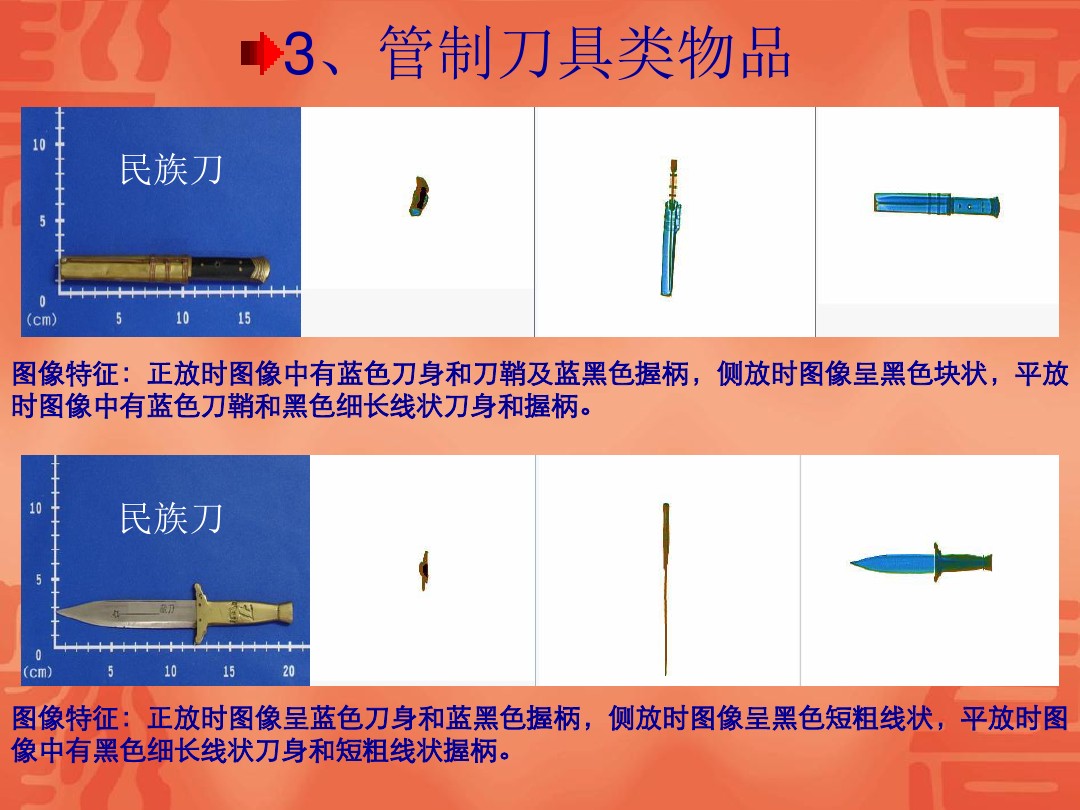 3、管制刀具类物品
民族刀
10
5
0
(cm)
5 10 15
图像特征：正放时图像中有蓝色刀身和刀鞘及蓝黑色握柄，侧放时图像呈黑色块状，平放
时图像中有蓝色刀鞘和黑色细长线状刀身和握柄。
民族刀
10
5
0
(cm)
5 10 15 20
图像特征：正放时图像呈蓝色刀身和蓝黑色握柄，侧放时图像呈黑色短粗线状，平放时图
像中有黑色细长线状刀身和短粗线状握柄。